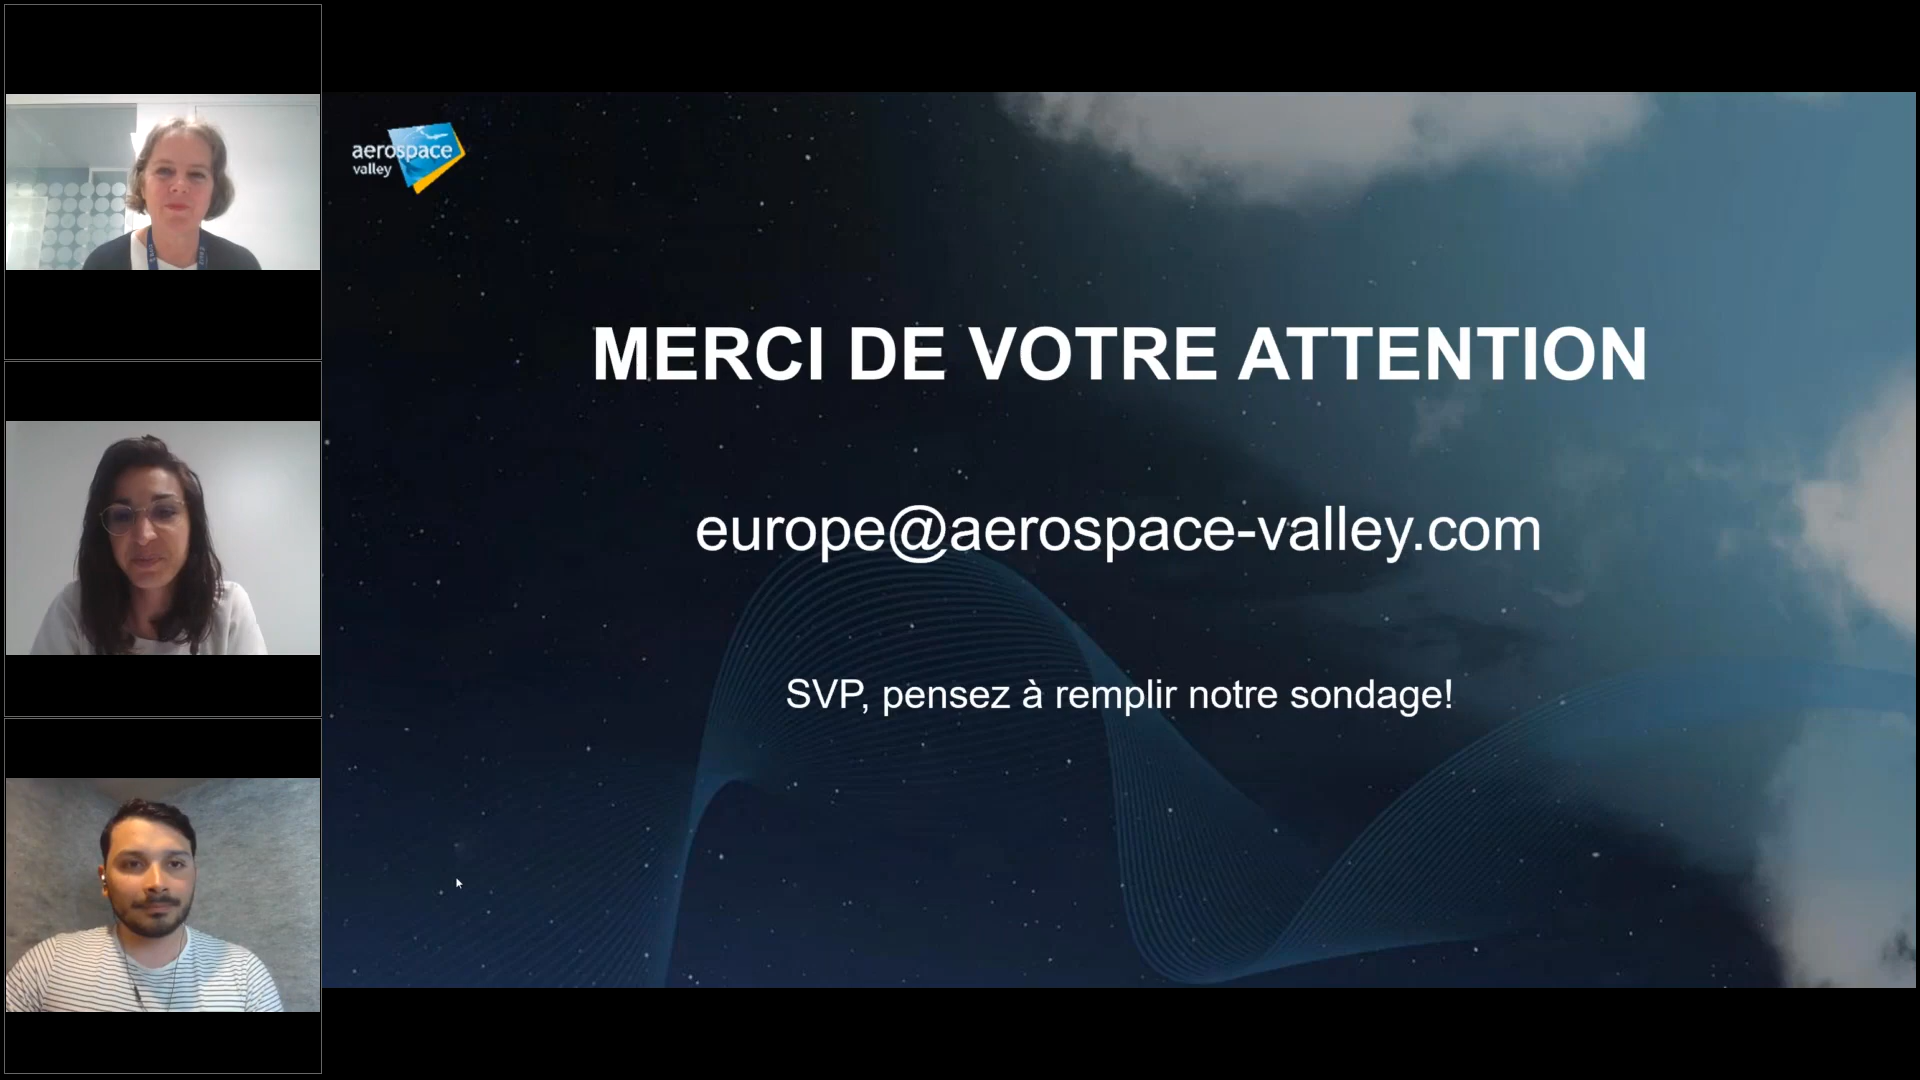 aerospace
valley
MERCI DE VOTRE ATTENTION
europe@aerospace-valley.com
SVP, pensez à remplir notre sondage!